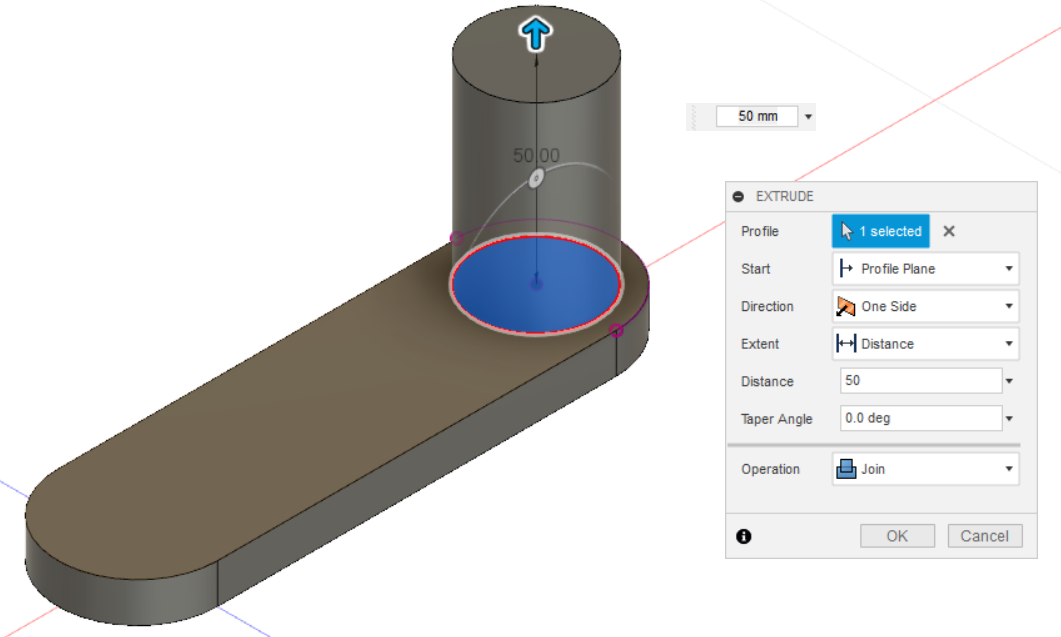 50.00
50 mm
EXTRUDE
Profile 1 selected
Start Profile Plane
Direction One Side
Extent Distance
Distance 50
Taper Angle 0.0 deg
Operation Join
OK Cancel